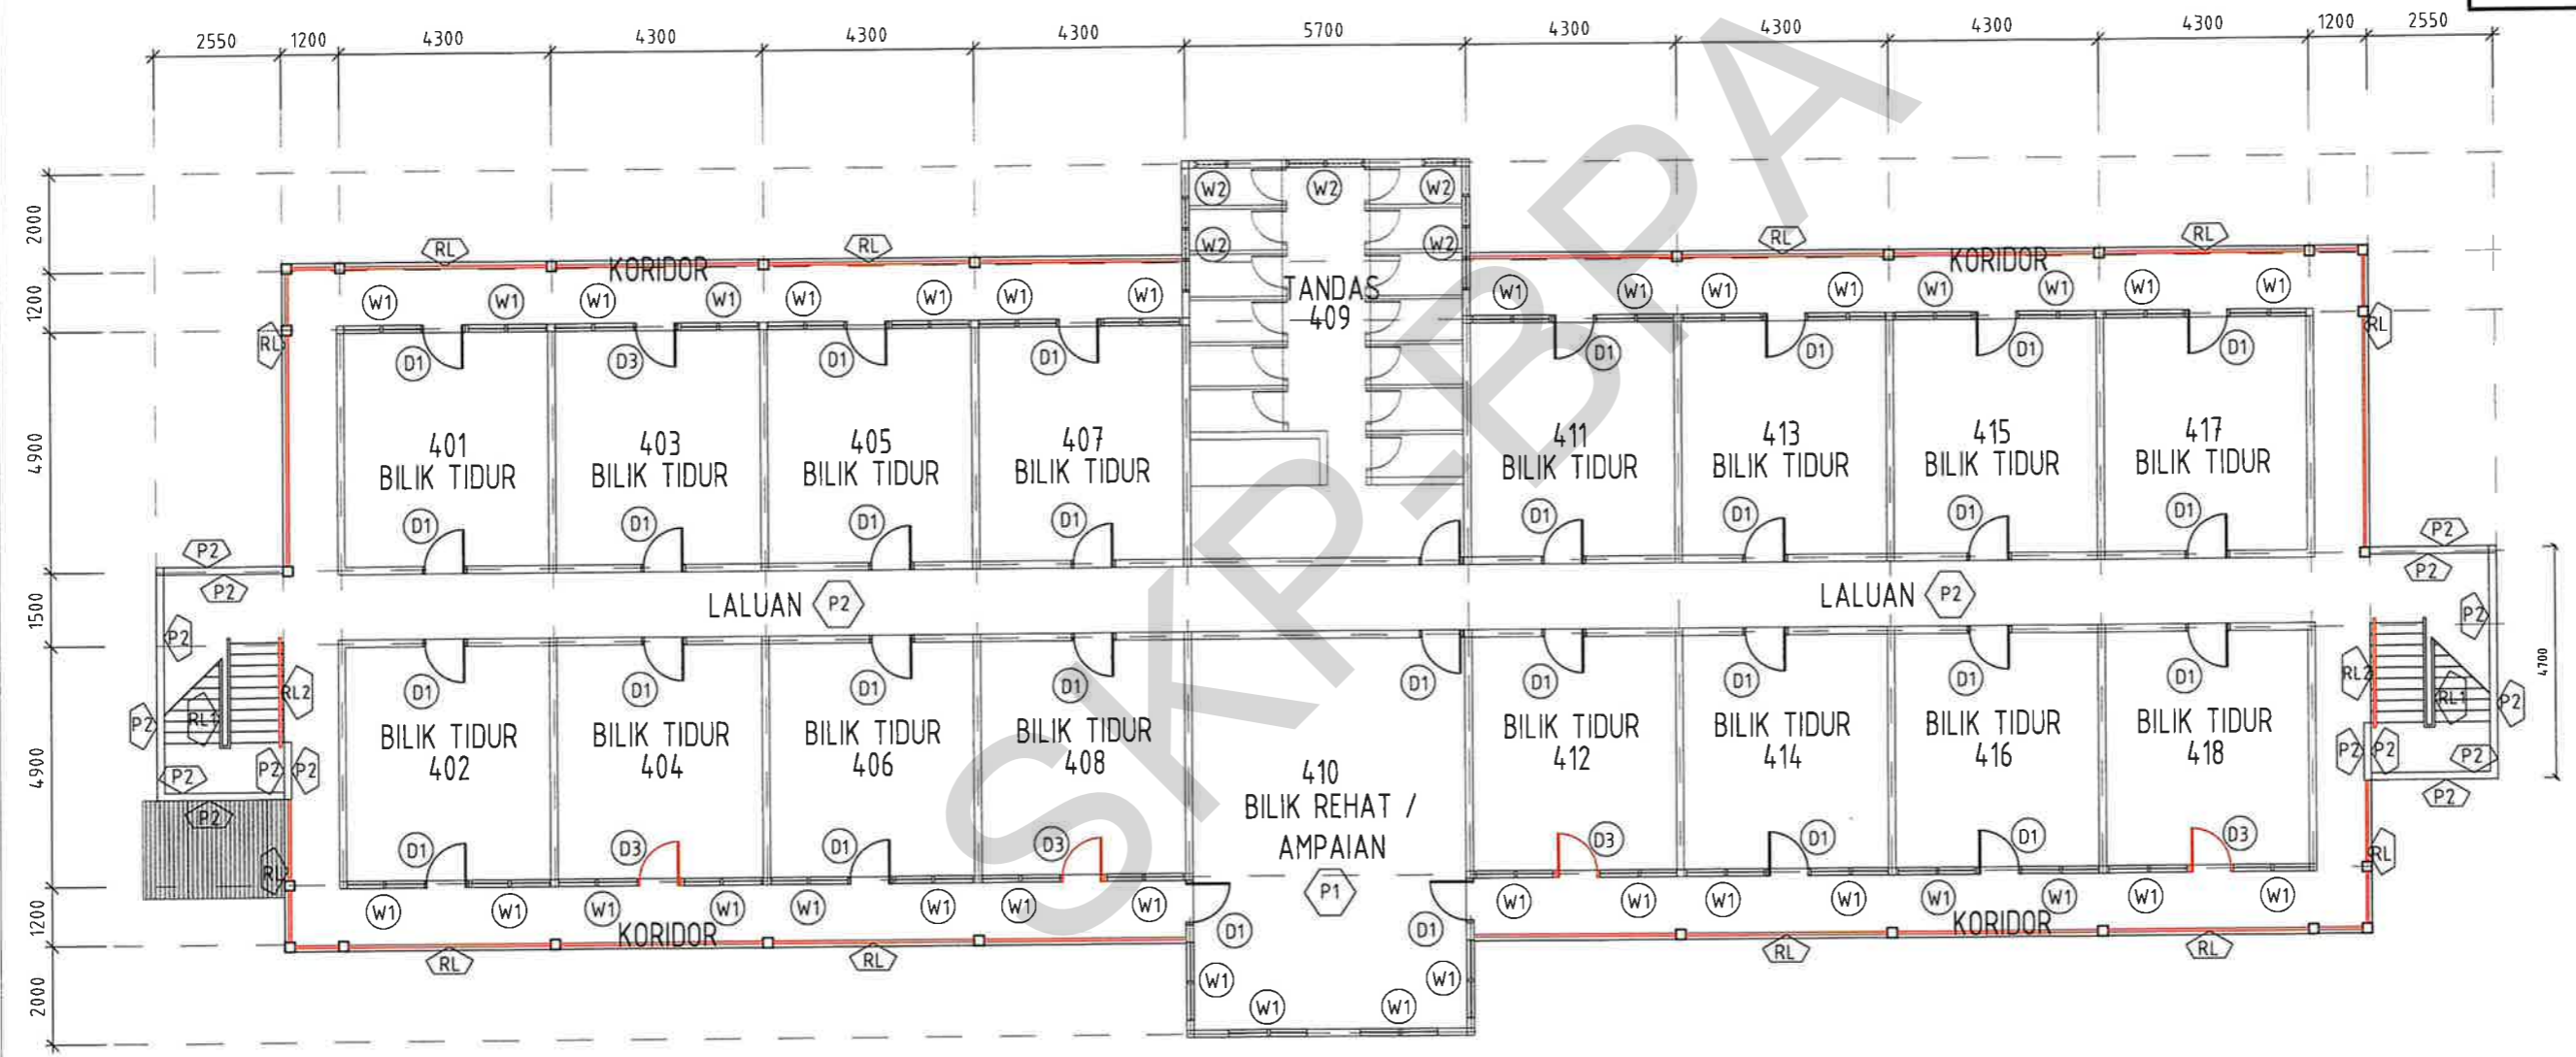 2550 1200 4300 4300 4300 4300 5700 4300 4300 4300 4300 1200 2550
2000
1200
4900
1500
4900
1200
2000
4700
W2 W2 W2
W2 W2
RL KORIDOR RL
RL KORIDOR RL
TANDAS
409
W1 W1 W1 W1 W1 W1 W1 W1
W1 W1 W1 W1 W1 W1 W1 W1
RL RL
D1 D3 D1 D1 D1 D1 D1 D1
401
BILIK TIDUR
403
BILIK TIDUR
405
BILIK TIDUR
407
BILIK TIDUR
411
BILIK TIDUR
413
BILIK TIDUR
415
BILIK TIDUR
417
BILIK TIDUR
D1 D1 D1 D1 D1 D1 D1 D1
P2 P2
P2 P2
LALUAN P2
LALUAN P2
P2 P2
D1 D1 D1 D1 D1 D1 D1 D1 D1
RL2 RL2
RL1 RL1
P2 P2
BILIK TIDUR
402
BILIK TIDUR
404
BILIK TIDUR
406
BILIK TIDUR
408
410
BILIK REHAT /
AMPAIAN
P1
BILIK TIDUR
412
BILIK TIDUR
414
BILIK TIDUR
416
BILIK TIDUR
418
P2 P2 P2
P2 P2 P2
P2 P2
D1 D3 D1 D3 D3 D1 D1 D3
RL RL
W1 W1 W1 W1 W1 W1 W1 W1
W1 W1 W1 W1 W1 W1 W1 W1
D1 D1
KORIDOR
KORIDOR
RL RL RL RL
W1 W1
W1 W1
SKP-BPA